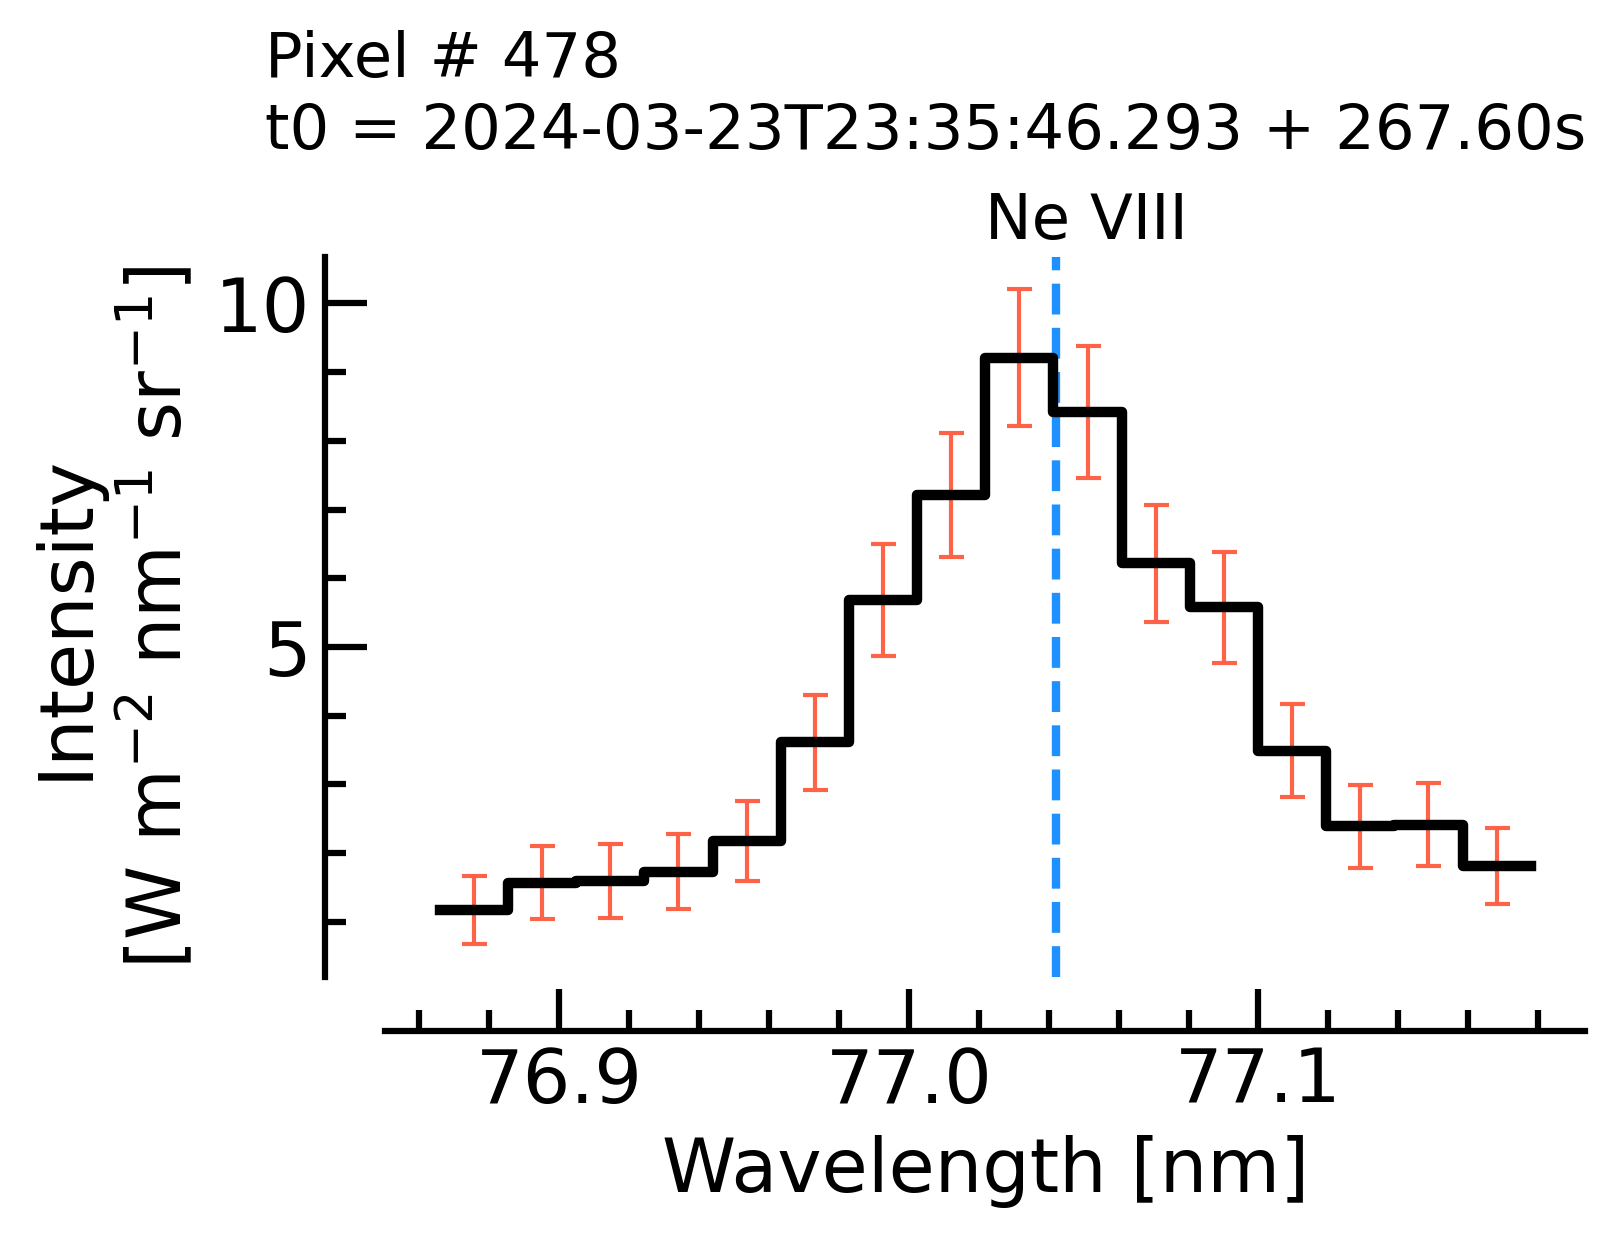 Pixel # 478
t0 = 2024-03-23T23:35:46.293 + 267.60s
Ne VIII
10
5
Intensity
[W m⁻² nm⁻¹ sr⁻¹]
76.9 77.0 77.1
Wavelength [nm]